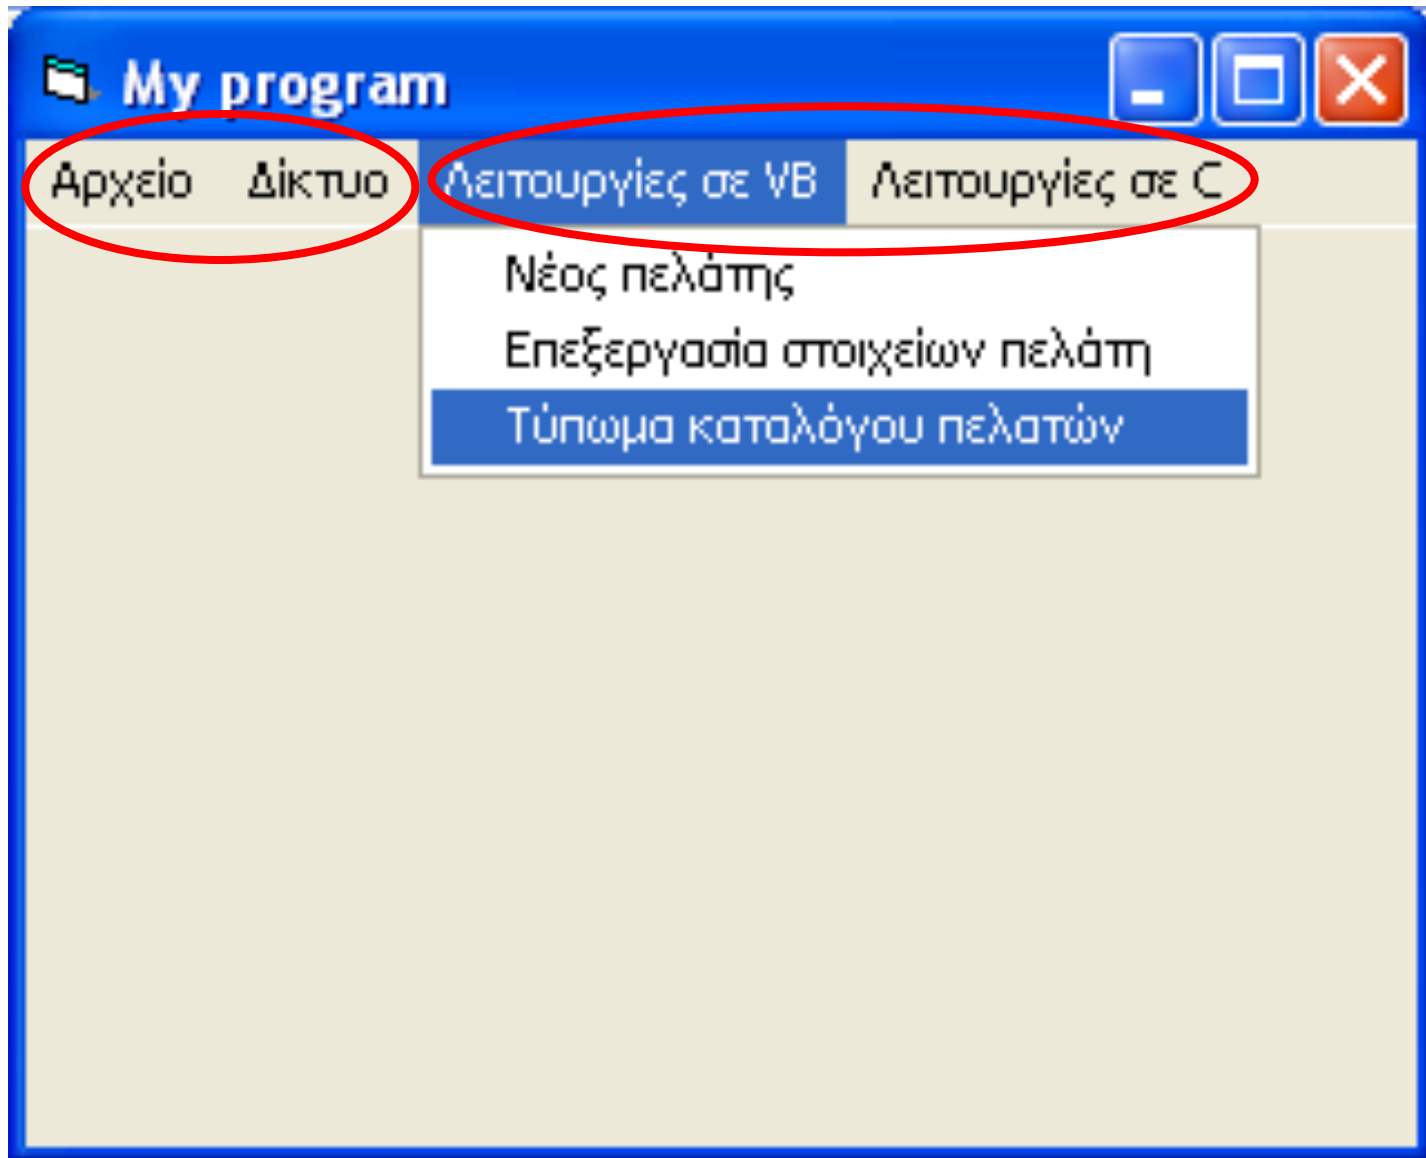 My program
Αρχείο Δίκτυο Λειτουργίες σε VB Λειτουργίες σε C
Νέος πελάτης
Επεξεργασία στοιχείων πελάτη
Τύπωμα καταλόγου πελατών